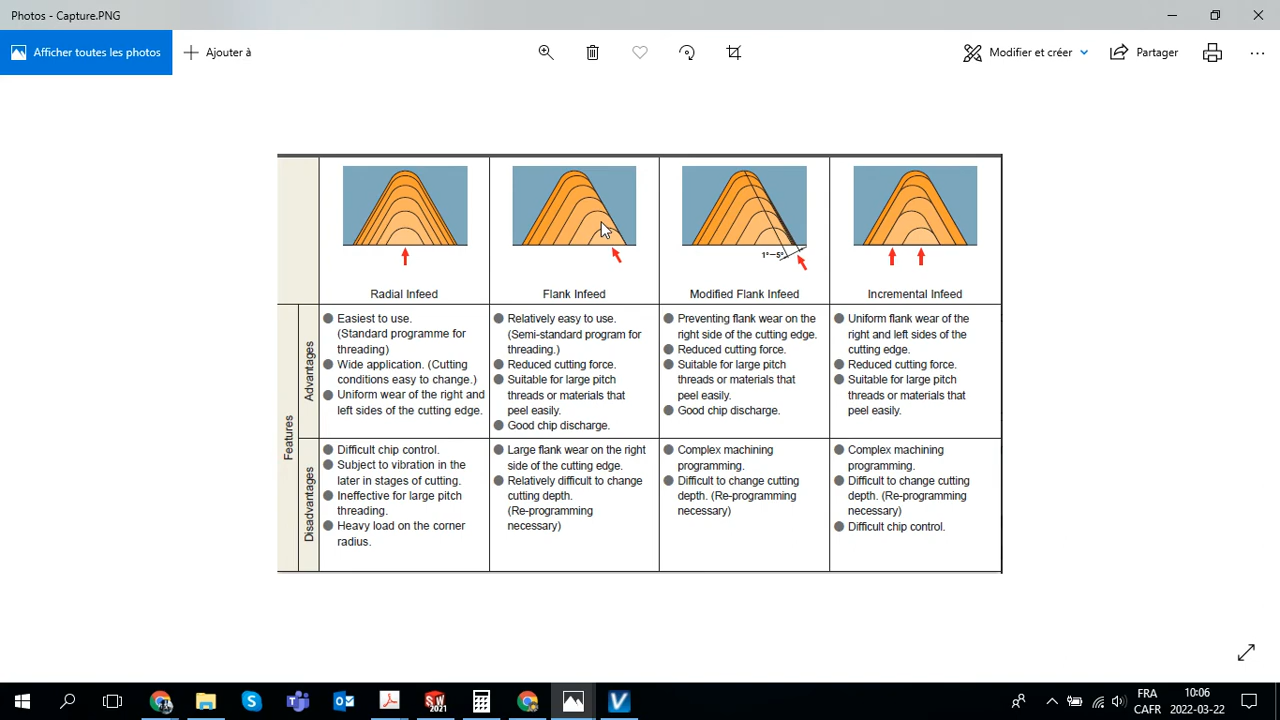 Photos - Capture.PNG
Afficher toutes les photos
Ajouter à
Modifier et créer
Partager
1°–5°
Radial Infeed
Flank Infeed
Modified Flank Infeed
Incremental Infeed
Features
Advantages
Easiest to use.
(Standard programme for
threading)
Wide application. (Cutting
conditions easy to change.)
Uniform wear of the right and
left sides of the cutting edge.
Relatively easy to use.
(Semi-standard program for
threading.)
Reduced cutting force.
Suitable for large pitch
threads or materials that
peel easily.
Good chip discharge.
Preventing flank wear on the
right side of the cutting edge.
Reduced cutting force.
Suitable for large pitch
threads or materials that
peel easily.
Good chip discharge.
Uniform flank wear of the
right and left sides of the
cutting edge.
Reduced cutting force.
Suitable for large pitch
threads or materials that
peel easily.
Disadvantages
Difficult chip control.
Subject to vibration in the
later in stages of cutting.
Ineffective for large pitch
threading.
Heavy load on the corner
radius.
Large flank wear on the right
side of the cutting edge.
Relatively difficult to change
cutting depth.
(Re-programming
necessary)
Complex machining
programming.
Difficult to change cutting
depth. (Re-programming
necessary)
Complex machining
programming.
Difficult to change cutting
depth. (Re-programming
necessary)
Difficult chip control.
SW
2021
FRA
CAFR
10:06
2022-03-22